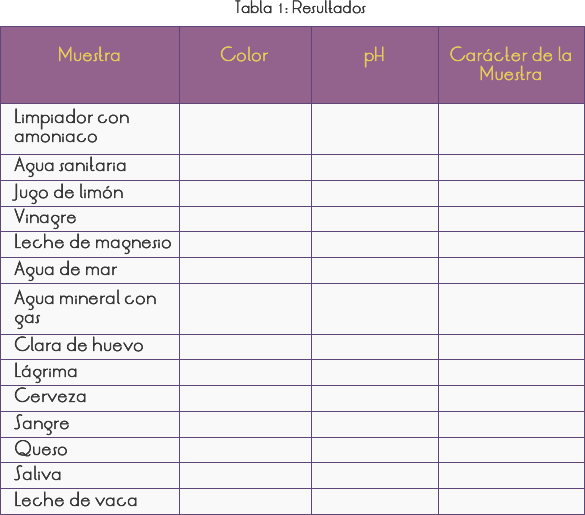 Tabla 1: Resultados
Muestra
Color
pH
Carácter de la
Muestra
Limpiador con
amoniaco
Agua sanitaria
Jugo de limón
Vinagre
Leche de magnesio
Agua de mar
Agua mineral con
gas
Clara de huevo
Lágrima
Cerveza
Sangre
Queso
Saliva
Leche de vaca